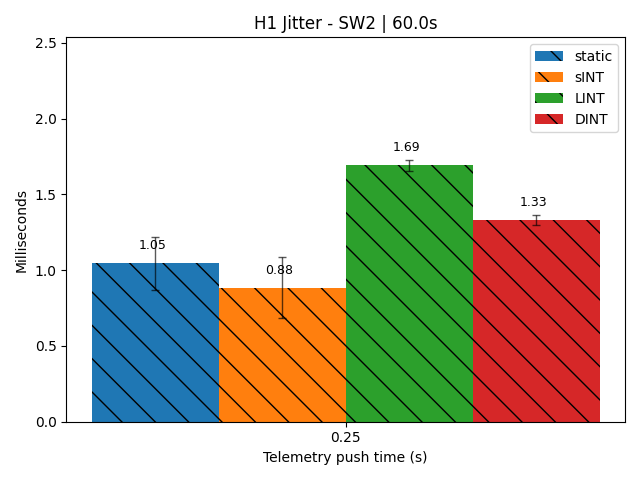 H1 Jitter - SW2 | 60.0s
2.5
2.0
1.5
1.0
0.5
0.0
Milliseconds
1.05
0.88
1.69
1.33
static
sINT
LINT
DINT
0.25
Telemetry push time (s)